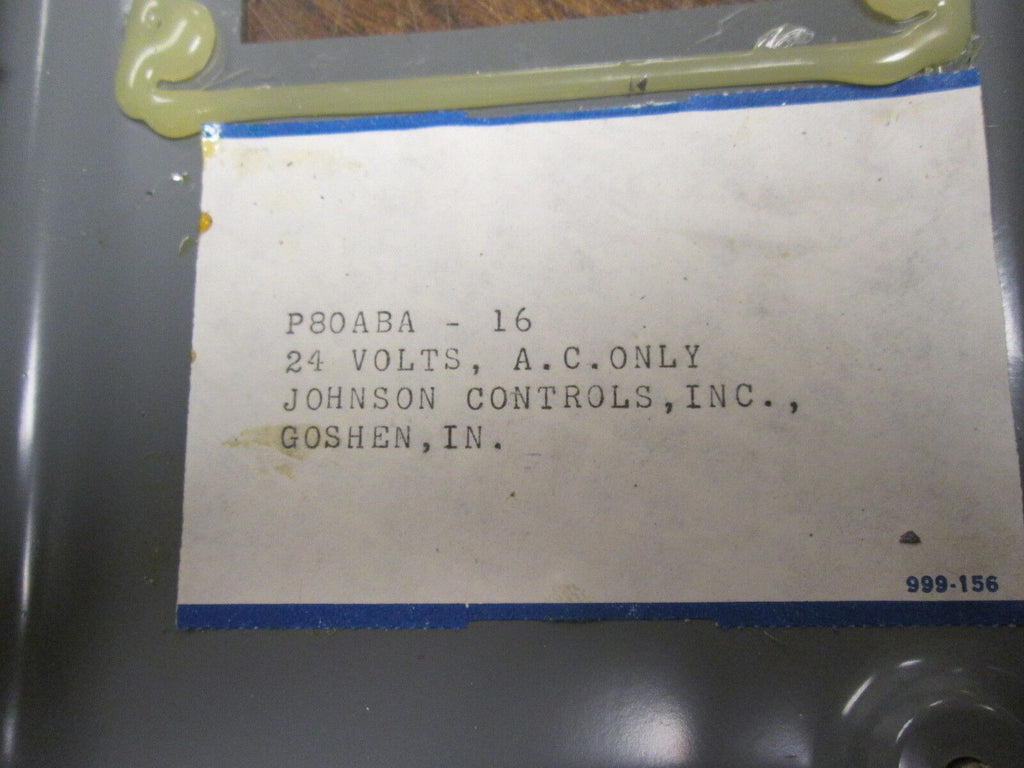 P80ABA - 16
24 VOLTS, A.C.ONLY
JOHNSON CONTROLS,INC.,
GOSHEN,IN.
999-156